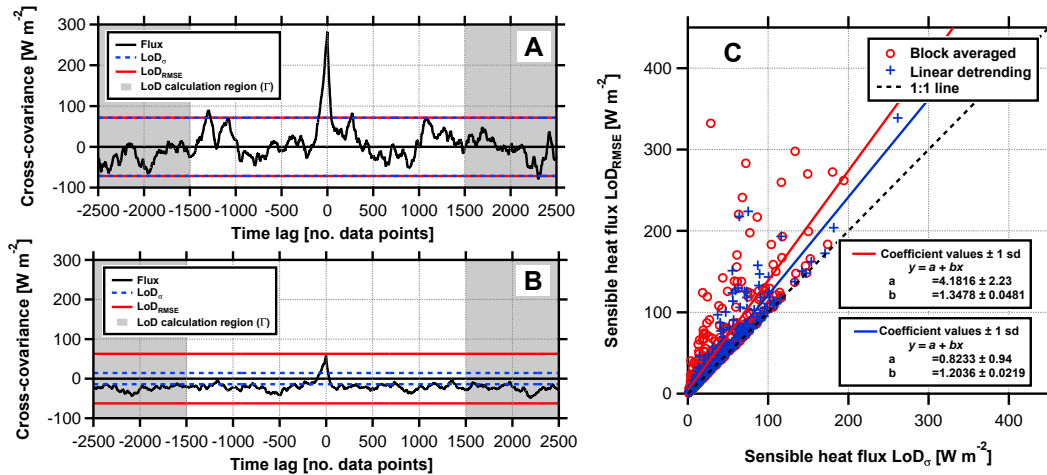 300
200
100
0
-100
Cross-covariance [W m-2]
Flux
LoDσ
LoDRMSE
LoD calculation region (Γ)
A
-2500 -2000 -1500 -1000 -500 0 500 1000 1500 2000 2500
Time lag [no. data points]
300
200
100
0
-100
Cross-covariance [W m-2]
Flux
LoDσ
LoDRMSE
LoD calculation region (Γ)
B
-2500 -2000 -1500 -1000 -500 0 500 1000 1500 2000 2500
Time lag [no. data points]
Sensible heat flux LoDRMSE [W m-2]
400
300
200
100
0
C
Block averaged
Linear detrending
1:1 line
Coefficient values ± 1 sd
y = a + bx
a =4.1816 ± 2.23
b =1.3478 ± 0.0481
Coefficient values ± 1 sd
y = a + bx
a =0.8233 ± 0.94
b =1.2036 ± 0.0219
0 100 200 300 400
Sensible heat flux LoDσ [W m-2]